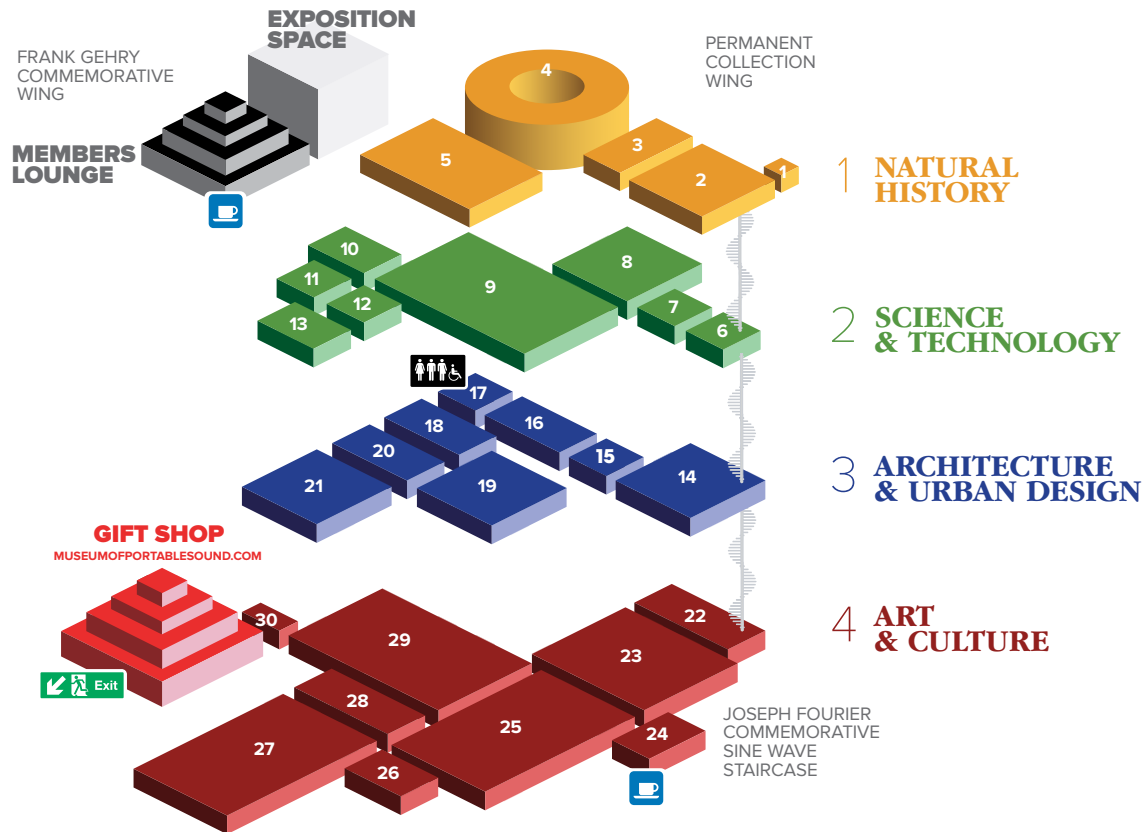 EXPOSITION
SPACE
FRANK GEHRY
COMMEMORATIVE
WING
MEMBERS
LOUNGE
PERMANENT
COLLECTION
WING
4
5
3
2
1
1 NATURAL
HISTORY
10
11
12
13
9
8
7
6
2 SCIENCE
& TECHNOLOGY
17
18
16
20
15
21
19
14
3 ARCHITECTURE
& URBAN DESIGN
GIFT SHOP
MUSEUMOFPORTABLESOUND.COM
Exit
30
29
22
23
28
25
27
26
24
4 ART
& CULTURE
JOSEPH FOURIER
COMMEMORATIVE
SINE WAVE
STAIRCASE